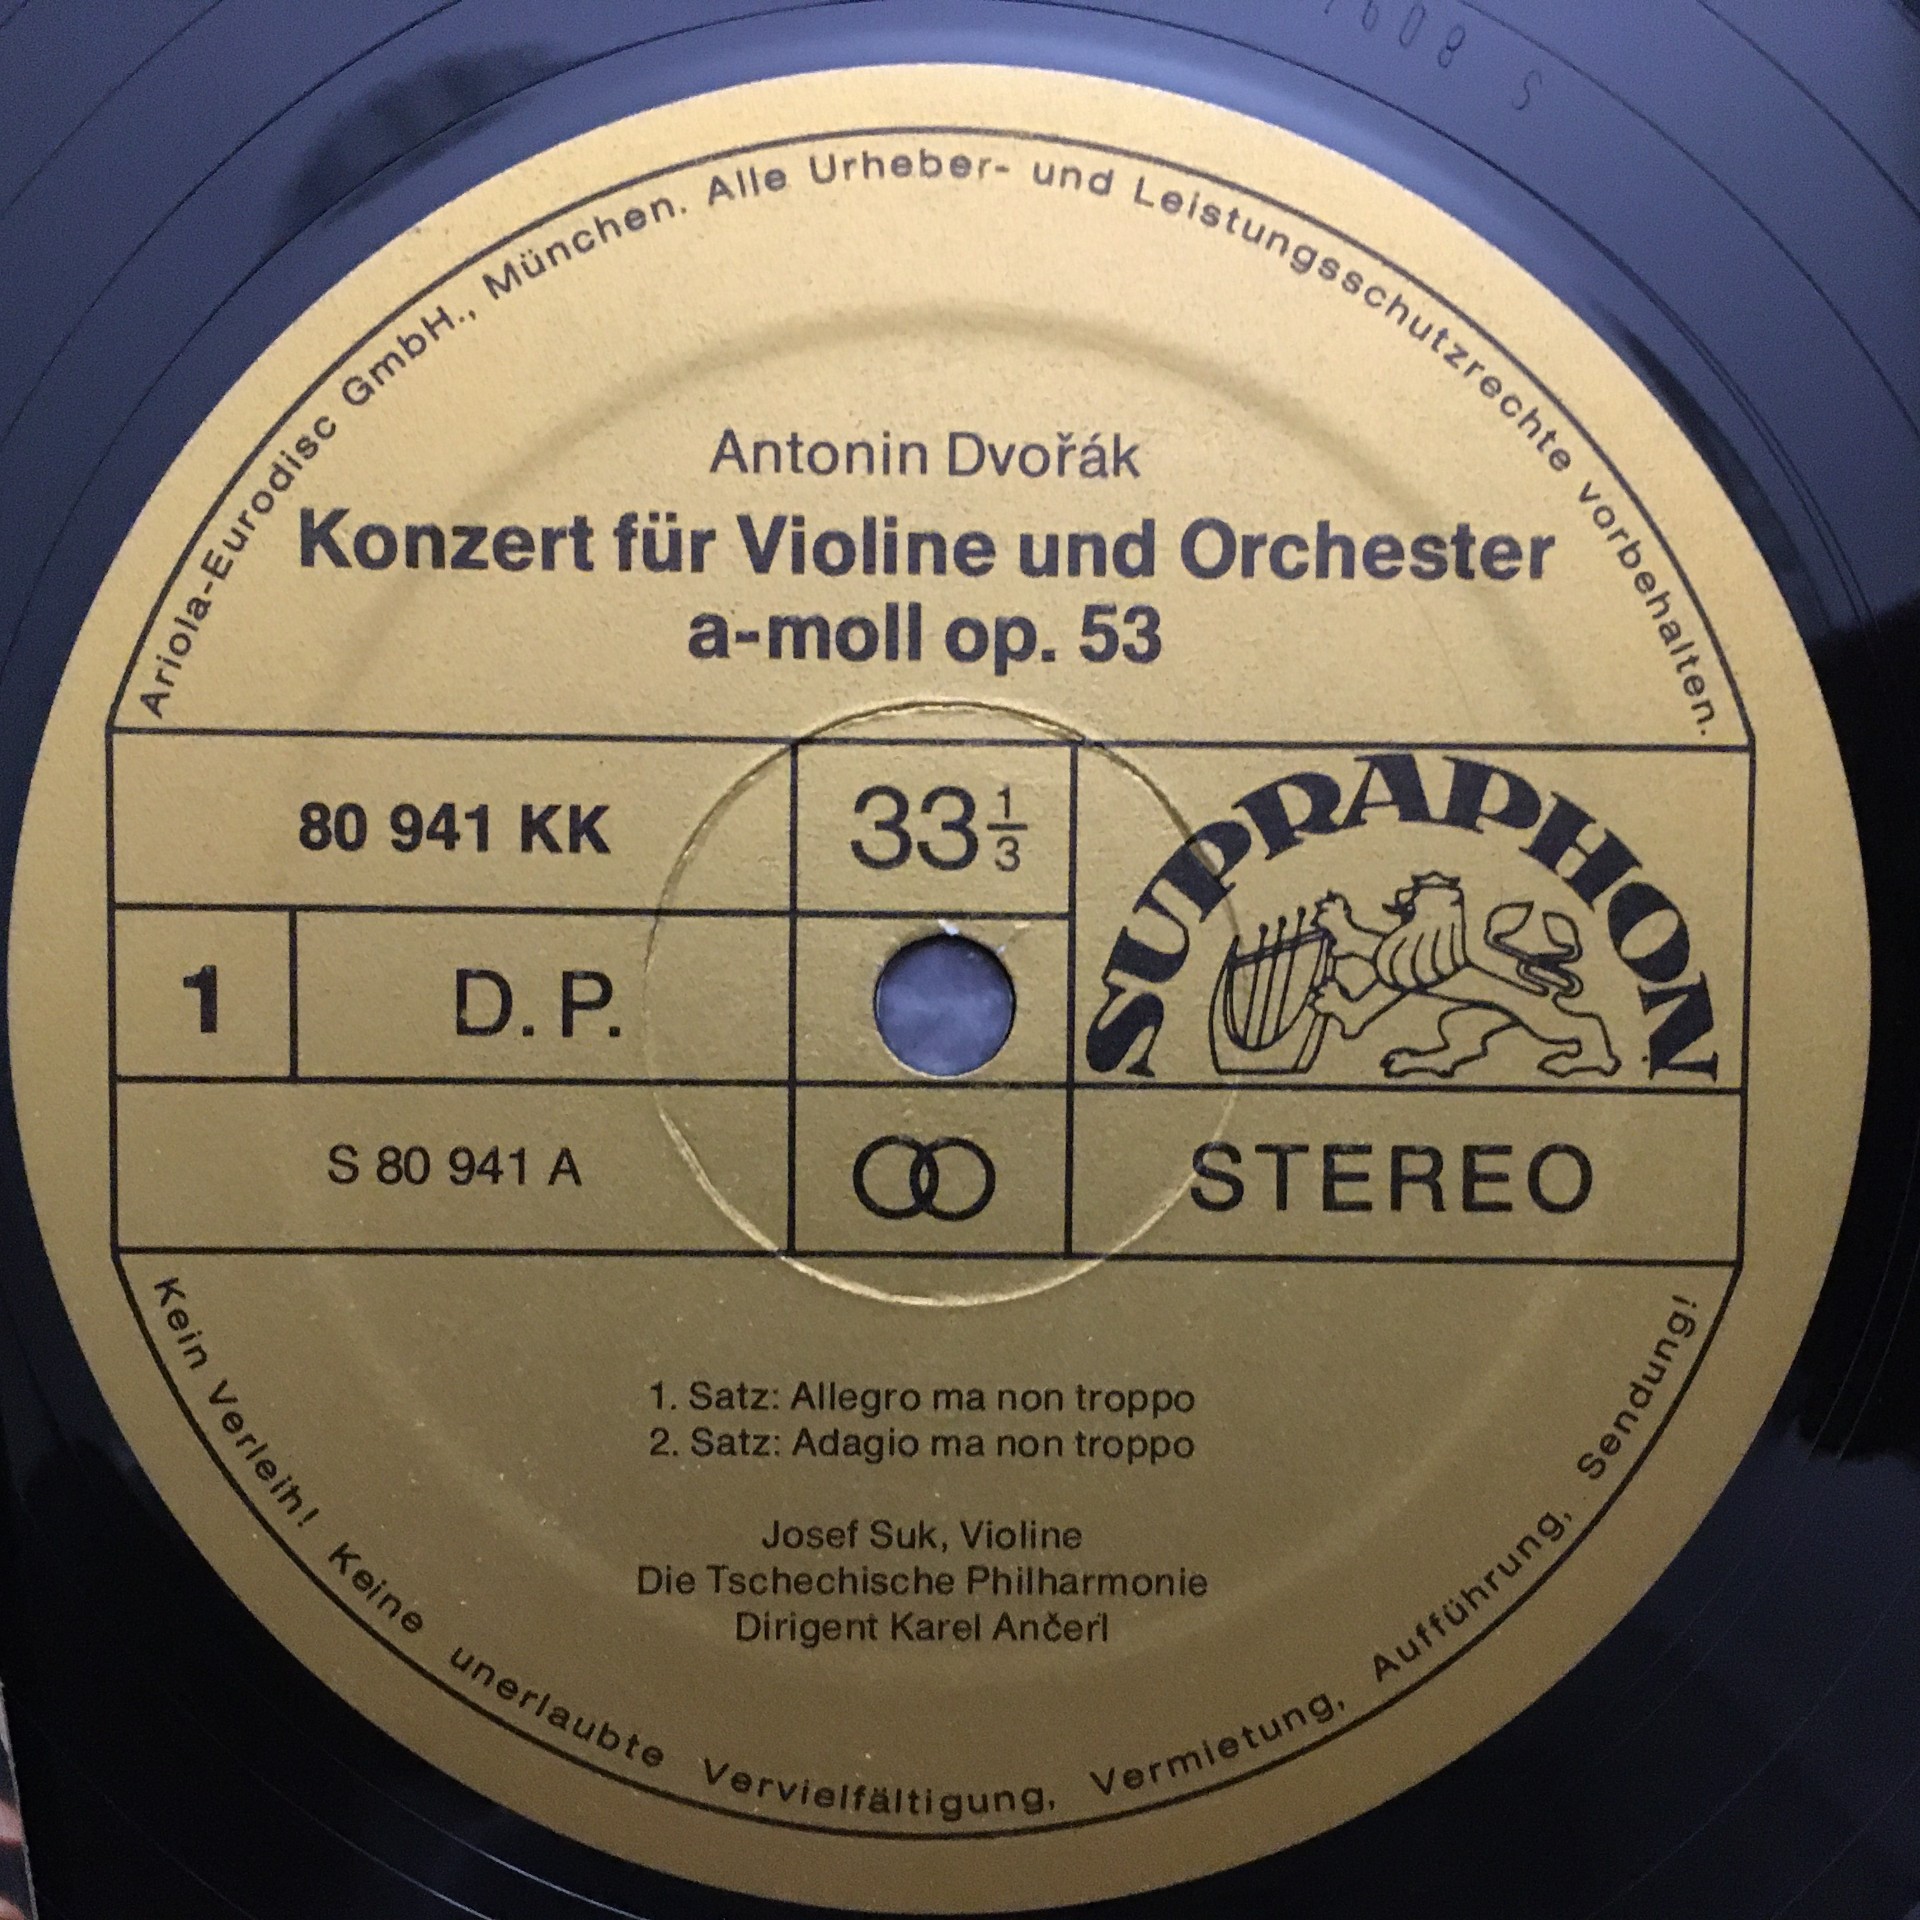 Ariola-Eurodisc GmbH., München. Alle Urheber- und Leistungsschutzrechte vorbehalten.
Antonin Dvořák
Konzert für Violine und Orchester
a-moll op. 53
80 941 KK
33 1/3
SUPRAPHON
1
D. P.
S 80 941 A
STEREO
1. Satz: Allegro ma non troppo
2. Satz: Adagio ma non troppo
Josef Suk, Violine
Die Tschechische Philharmonie
Dirigent Karel Ančerl
Kein Verleih! Keine unerlaubte Vervielfältigung, Vermietung, Aufführung, Sendung!